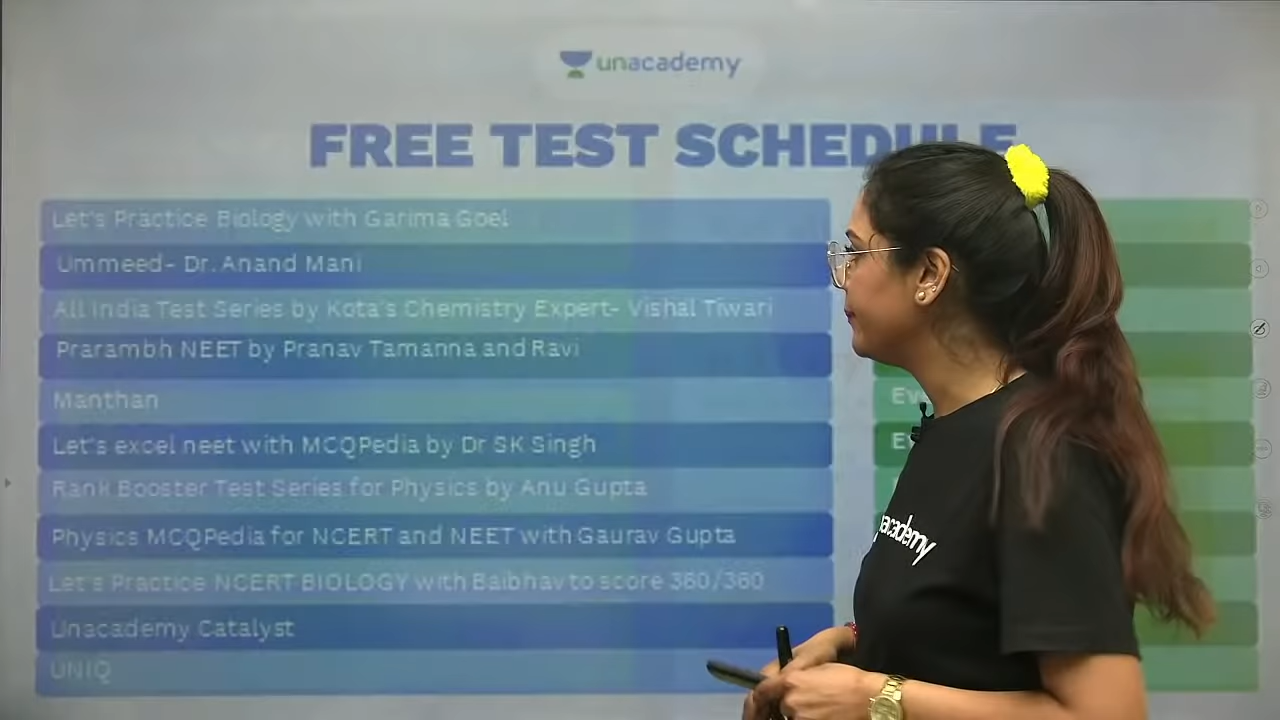 unacademy
FREE TEST SCHEDULE
Let's Practice Biology with Garima Goel
Ummeed- Dr. Anand Mani
All India Test Series by Kota's Chemistry Expert- Vishal Tiwari
Prarambh NEET by Pranav Tamanna and Ravi
Manthan
Let's excel neet with MCQPedia by Dr SK Singh
Rank Booster Test Series for Physics by Anu Gupta
Physics MCQPedia for NCERT and NEET with Gaurav Gupta
Let's Practice NCERT BIOLOGY with Baibhav to score 360/360
Unacademy Catalyst
UNIQ
unacademy